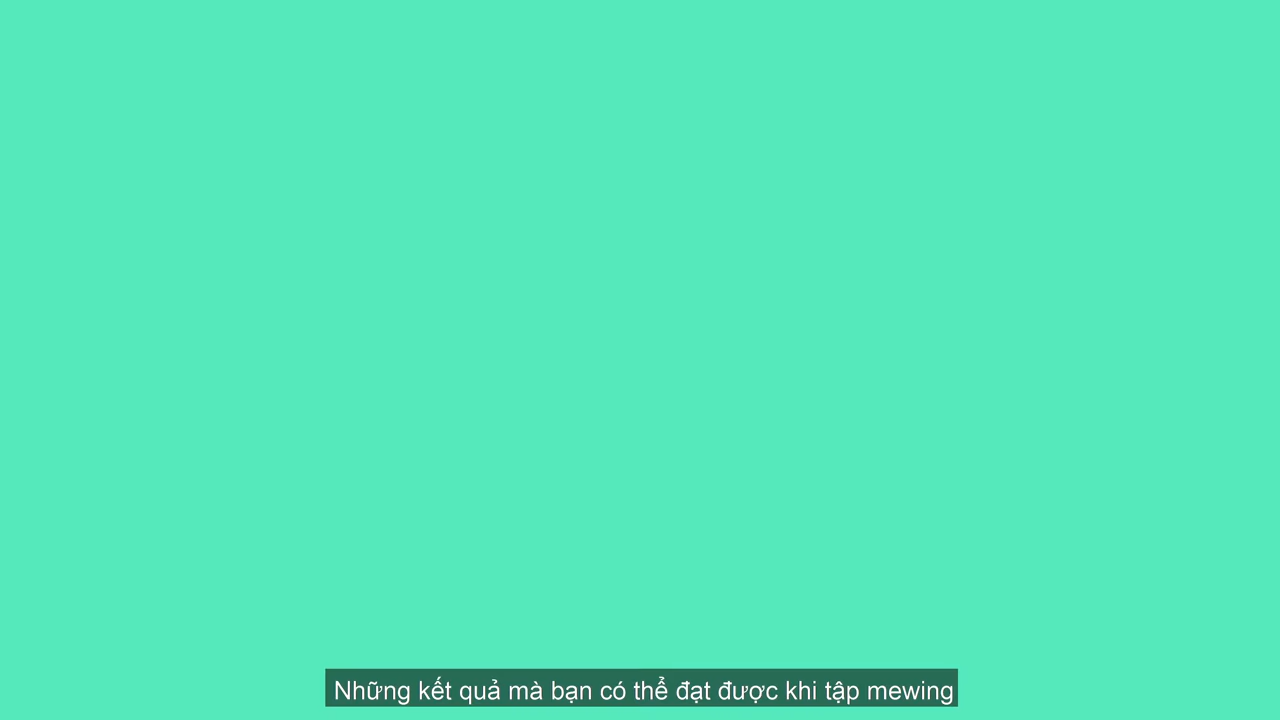 Những kết quả mà bạn có thể đạt được khi tập mewing